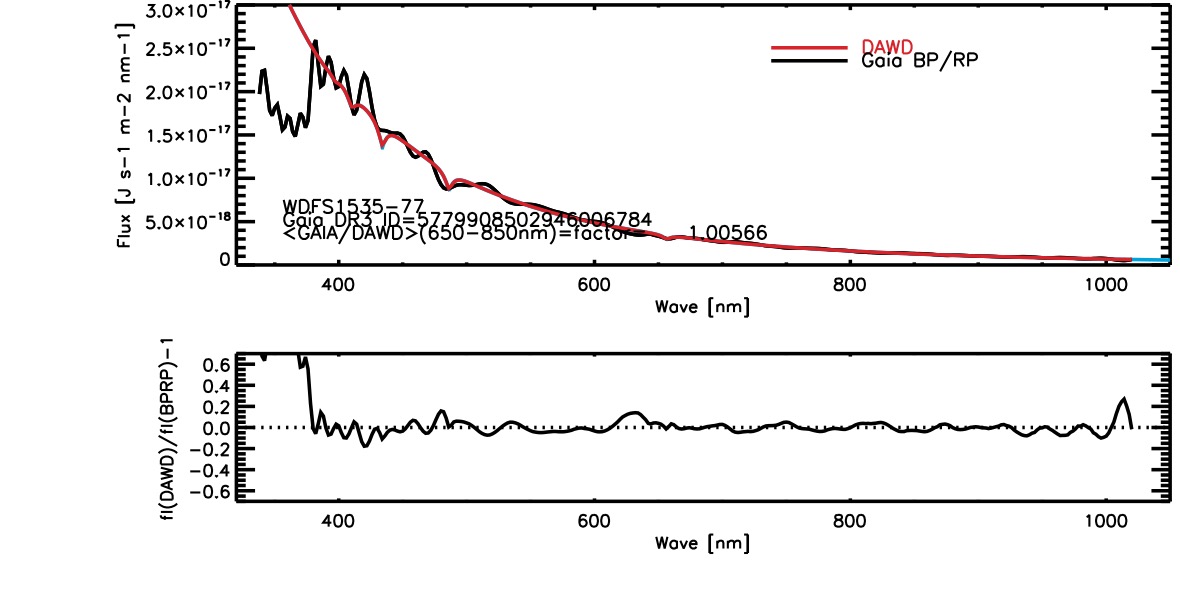 Flux [J s−1 m−2 nm−1]
3.0×10⁻¹⁷
2.5×10⁻¹⁷
2.0×10⁻¹⁷
1.5×10⁻¹⁷
1.0×10⁻¹⁷
5.0×10⁻¹⁸
0
DAWD
Gaia BP/RP
WDFS1535−77
Gaia DR3 ID=5779908502946006784
<GAIA/DAWD>(650−850nm)=factor 1.00566
400 600 800 1000
Wave [nm]
fl(DAWD)/fl(BPRP)−1
0.6
0.4
0.2
0.0
−0.2
−0.4
−0.6
400 600 800 1000
Wave [nm]